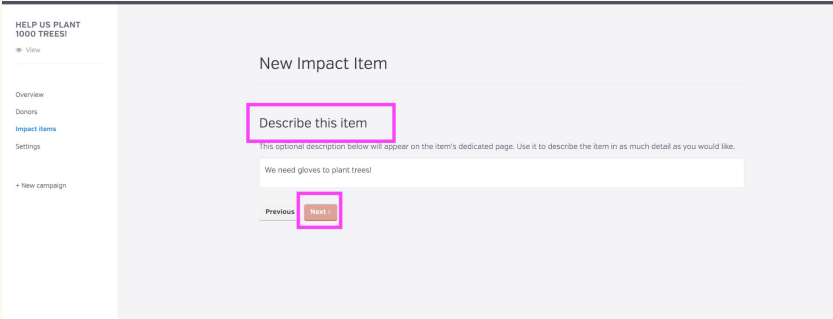 HELP US PLANT
1000 TREES!
View
Overview
Donors
Impact items
Settings
+ New campaign
New Impact Item
Describe this item
This optional description below will appear on the item's dedicated page. Use it to describe the item in as much detail as you would like.
We need gloves to plant trees!
Previous
Next ›